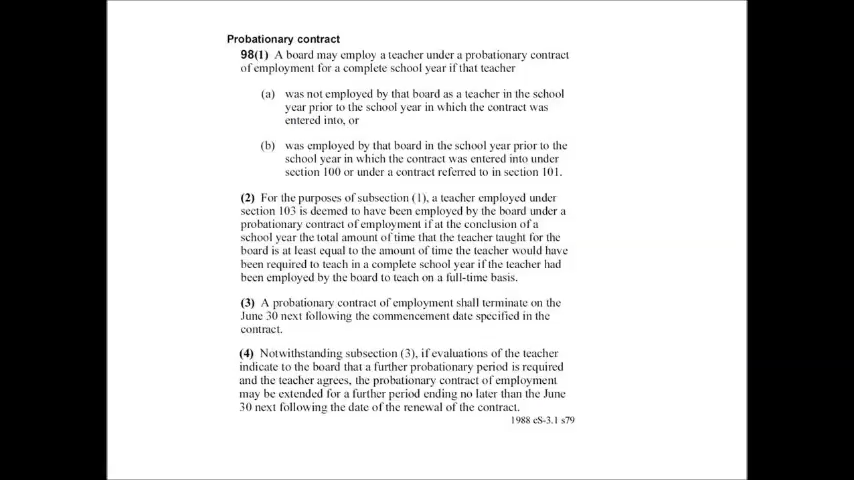 Probationary contract
98(1) A board may employ a teacher under a probationary contract
of employment for a complete school year if that teacher
(a) was not employed by that board as a teacher in the school
year prior to the school year in which the contract was
entered into, or
(b) was employed by that board in the school year prior to the
school year in which the contract was entered into under
section 100 or under a contract referred to in section 101.
(2) For the purposes of subsection (1), a teacher employed under
section 103 is deemed to have been employed by the board under a
probationary contract of employment if at the conclusion of a
school year the total amount of time that the teacher taught for the
board is at least equal to the amount of time the teacher would have
been required to teach in a complete school year if the teacher had
been employed by the board to teach on a full-time basis.
(3) A probationary contract of employment shall terminate on the
June 30 next following the commencement date specified in the
contract.
(4) Notwithstanding subsection (3), if evaluations of the teacher
indicate to the board that a further probationary period is required
and the teacher agrees, the probationary contract of employment
may be extended for a further period ending no later than the June
30 next following the date of the renewal of the contract.
1988 cS-3.1 s79